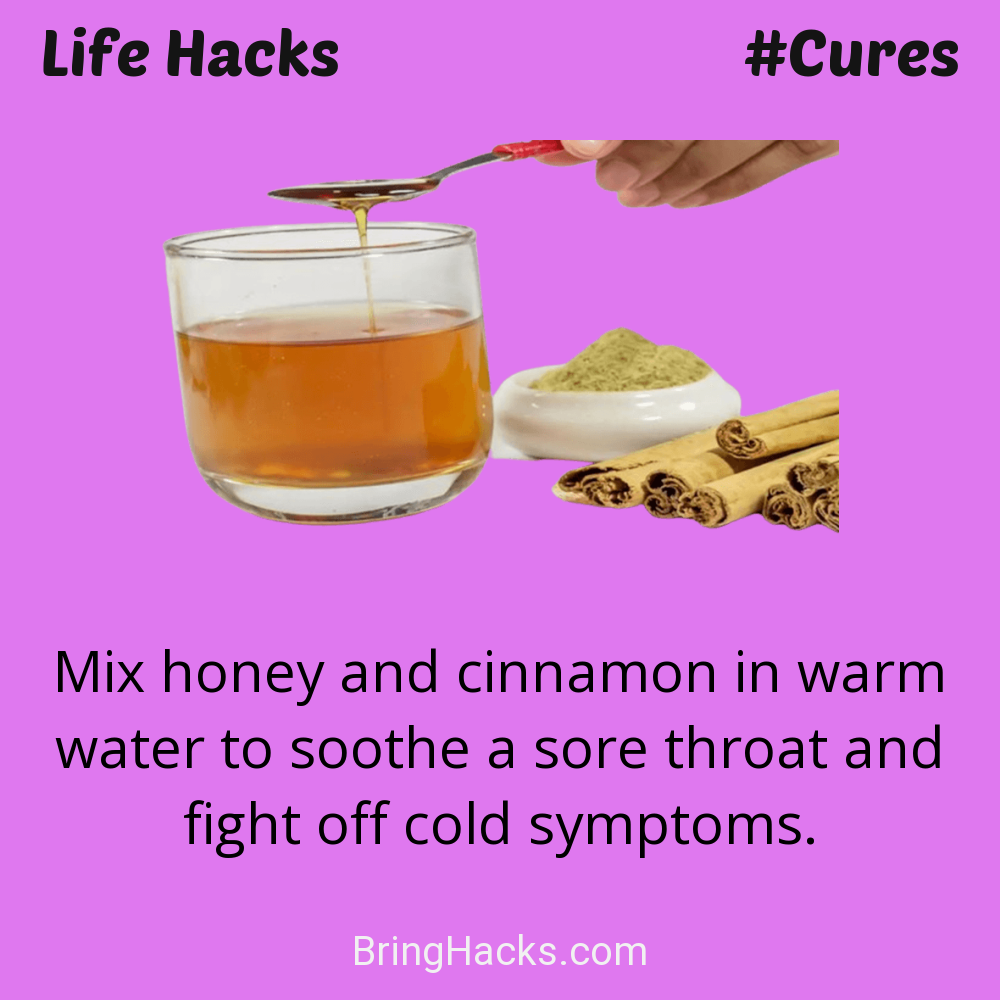 Life Hacks
#Cures
Mix honey and cinnamon in warm
water to soothe a sore throat and
fight off cold symptoms.
BringHacks.com